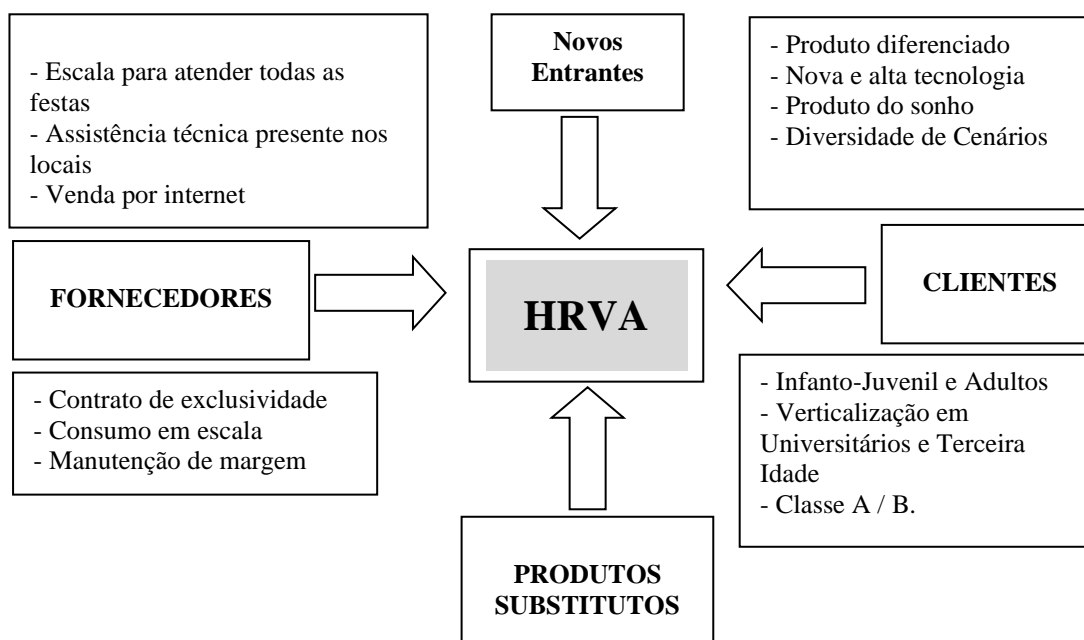 - Escala para atender todas as
festas
- Assistência técnica presente nos
locais
- Venda por internet
Novos
Entrantes
- Produto diferenciado
- Nova e alta tecnologia
- Produto do sonho
- Diversidade de Cenários
FORNECEDORES
HRVA
CLIENTES
- Contrato de exclusividade
- Consumo em escala
- Manutenção de margem
- Infanto-Juvenil e Adultos
- Verticalização em
Universitários e Terceira
Idade
- Classe A / B.
PRODUTOS
SUBSTITUTOS